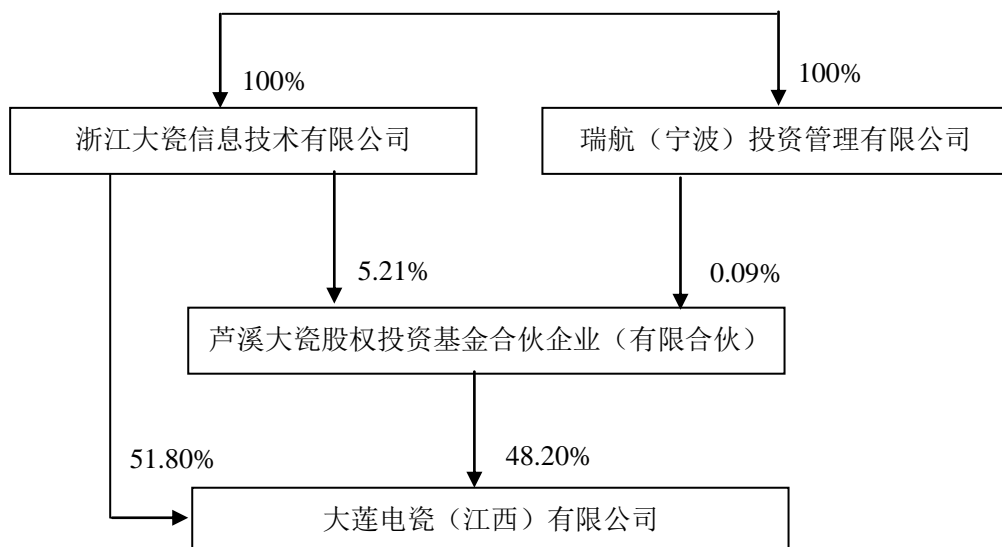 100%
100%
浙江大瓷信息技术有限公司
瑞航（宁波）投资管理有限公司
5.21%
0.09%
芦溪大瓷股权投资基金合伙企业（有限合伙）
51.80%
48.20%
大莲电瓷（江西）有限公司